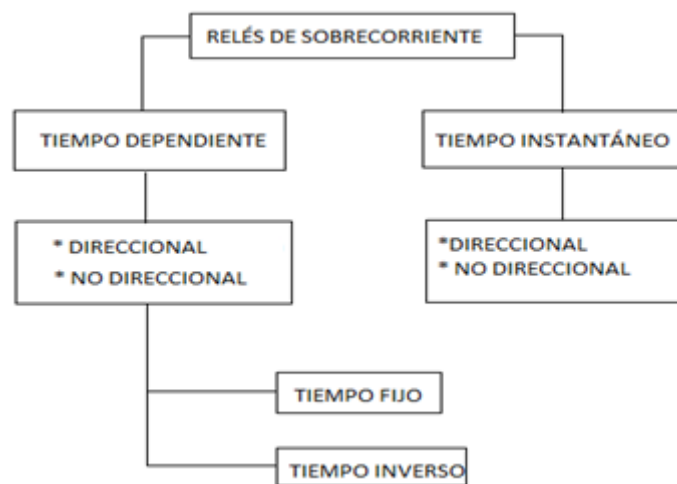 RELÉS DE SOBRECORRIENTE
TIEMPO DEPENDIENTE
TIEMPO INSTANTÁNEO
* DIRECCIONAL
* NO DIRECCIONAL
*DIRECCIONAL
* NO DIRECCIONAL
TIEMPO FIJO
TIEMPO INVERSO